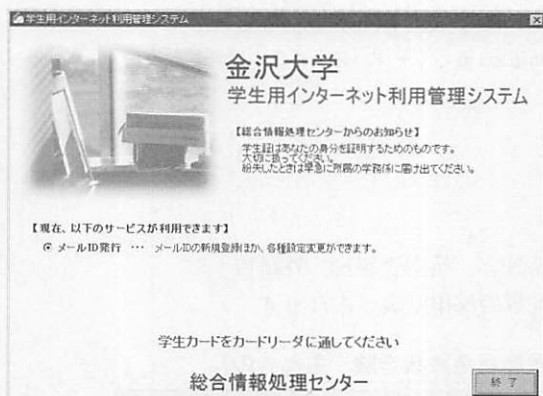 学生用インターネット利用管理システム
金沢大学
学生用インターネット利用管理システム
【総合情報処理センターからのお知らせ】
学生証はあなたの身分を証明するためのものです。
大切に扱ってください。
紛失したときは早急に所属の学務係に届け出てください。
【現在、以下のサービスが利用できます】
メールID発行 … メールIDの新規登録ほか、各種設定変更ができます。
学生カードをカードリーダに通してください
総合情報処理センター
終了